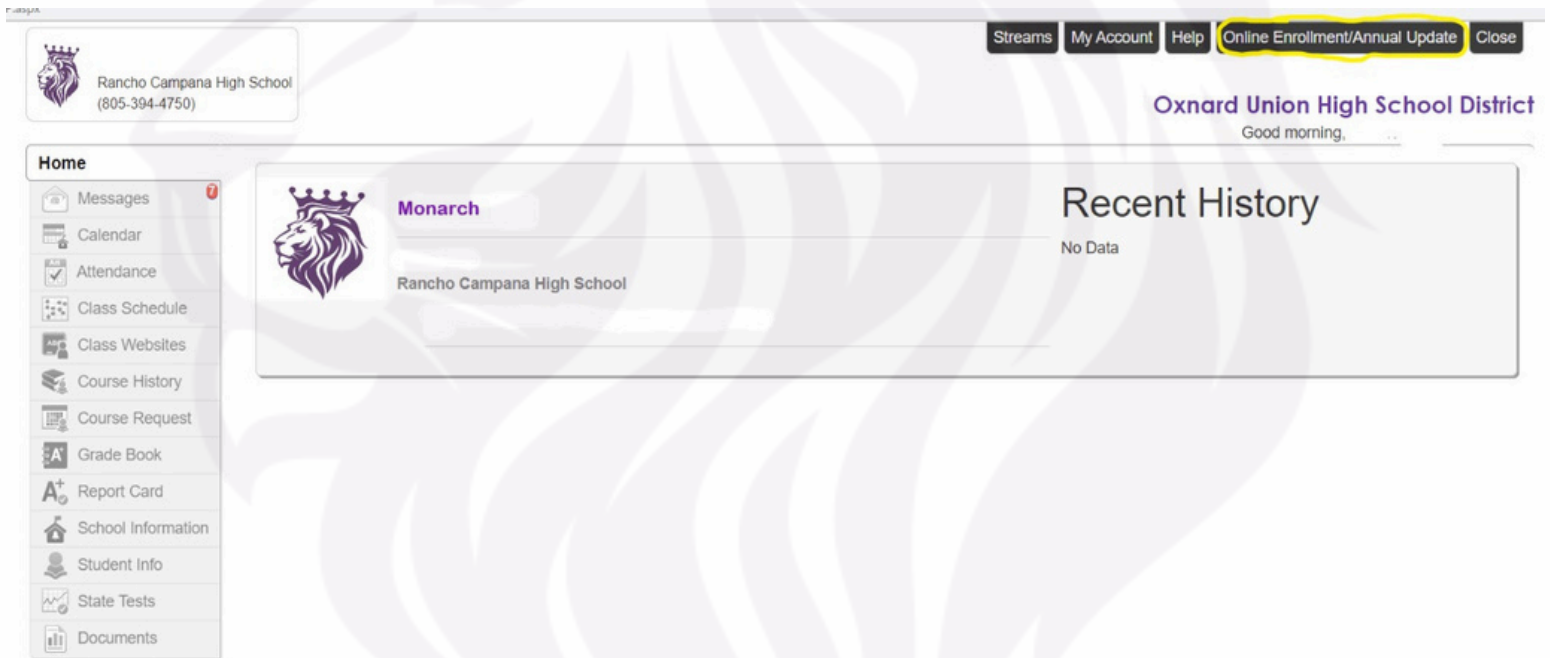 Streams My Account Help Online Enrollment/Annual Update Close
Rancho Campana High School
(805-394-4750)
Oxnard Union High School District
Good morning,
Home
Messages 7
Calendar
Attendance
Class Schedule
Class Websites
Course History
Course Request
Grade Book
Report Card
School Information
Student Info
State Tests
Documents
Monarch
Rancho Campana High School
Recent History
No Data